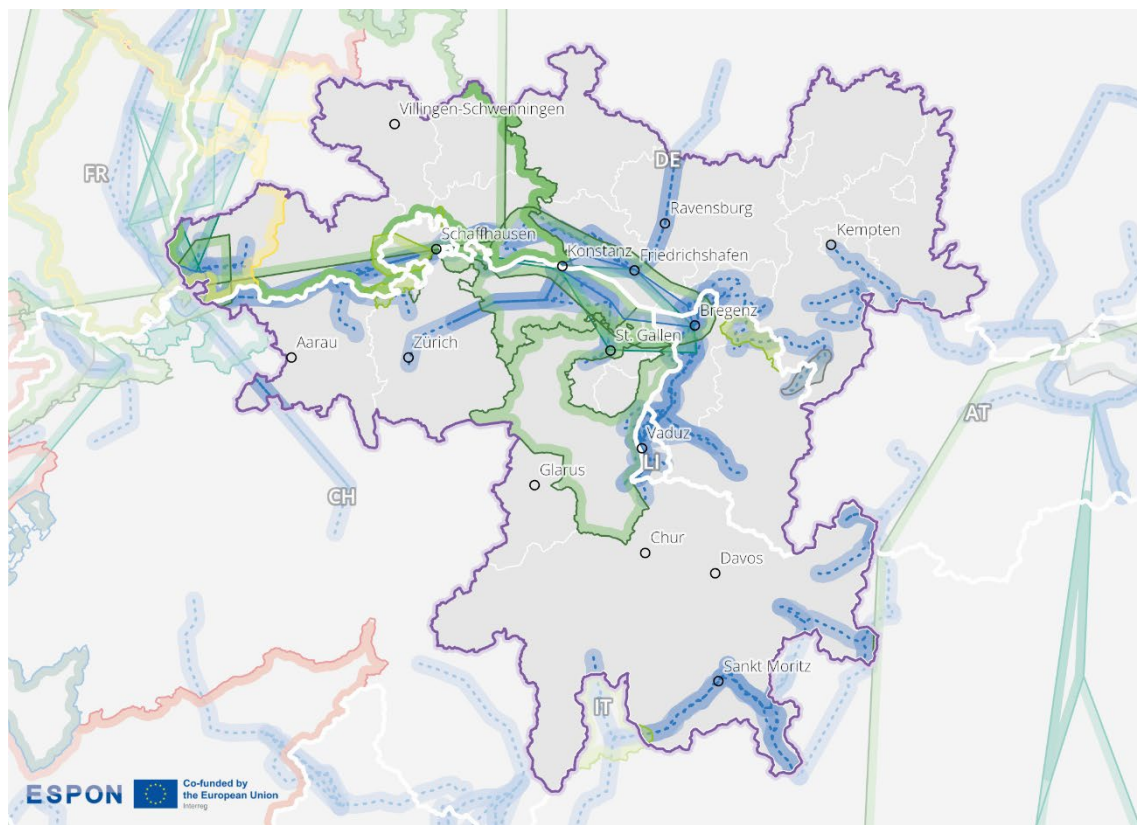 Villingen-Schwenningen
FR
DE
Ravensburg
Schaffhausen
Kempten
Konstanz
Friedrichshafen
Bregenz
Aarau
Zürich
St. Gallen
AT
Vaduz
LI
Glarus
CH
Chur
Davos
Sankt Moritz
IT
ESPON
Co-funded by
the European Union
Interreg